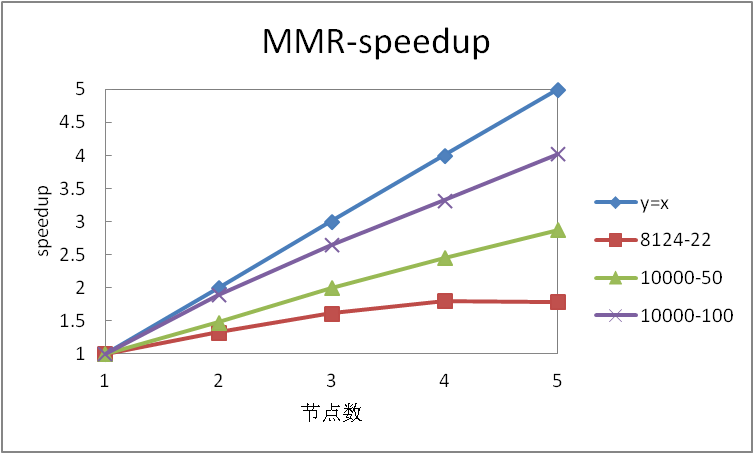 MMR-speedup
speedup
5
4.5
4
3.5
3
2.5
2
1.5
1
1 2 3 4 5
节点数
y=x
8124-22
10000-50
10000-100